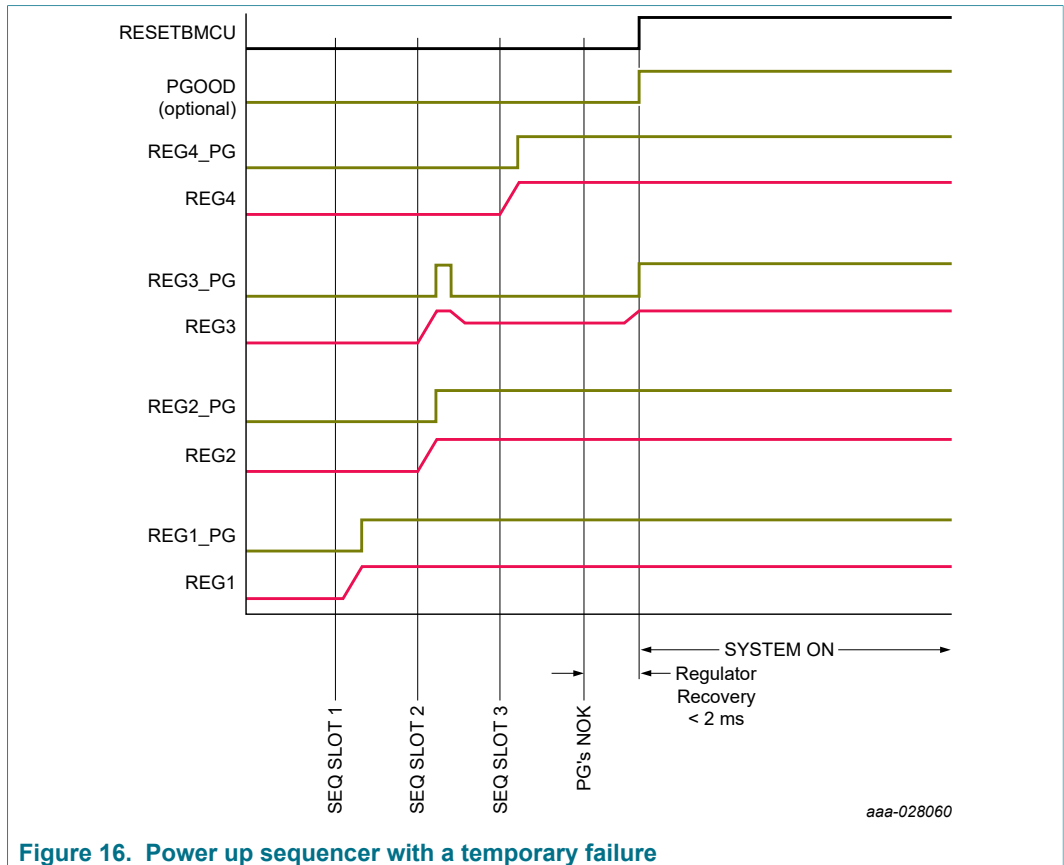 RESETBMCU
PGOOD
(optional)
REG4_PG
REG4
REG3_PG
REG3
REG2_PG
REG2
REG1_PG
REG1
SYSTEM ON
Regulator
Recovery
< 2 ms
SEQ SLOT 1
SEQ SLOT 2
SEQ SLOT 3
PG's NOK
aaa-028060
Figure 16. Power up sequencer with a temporary failure